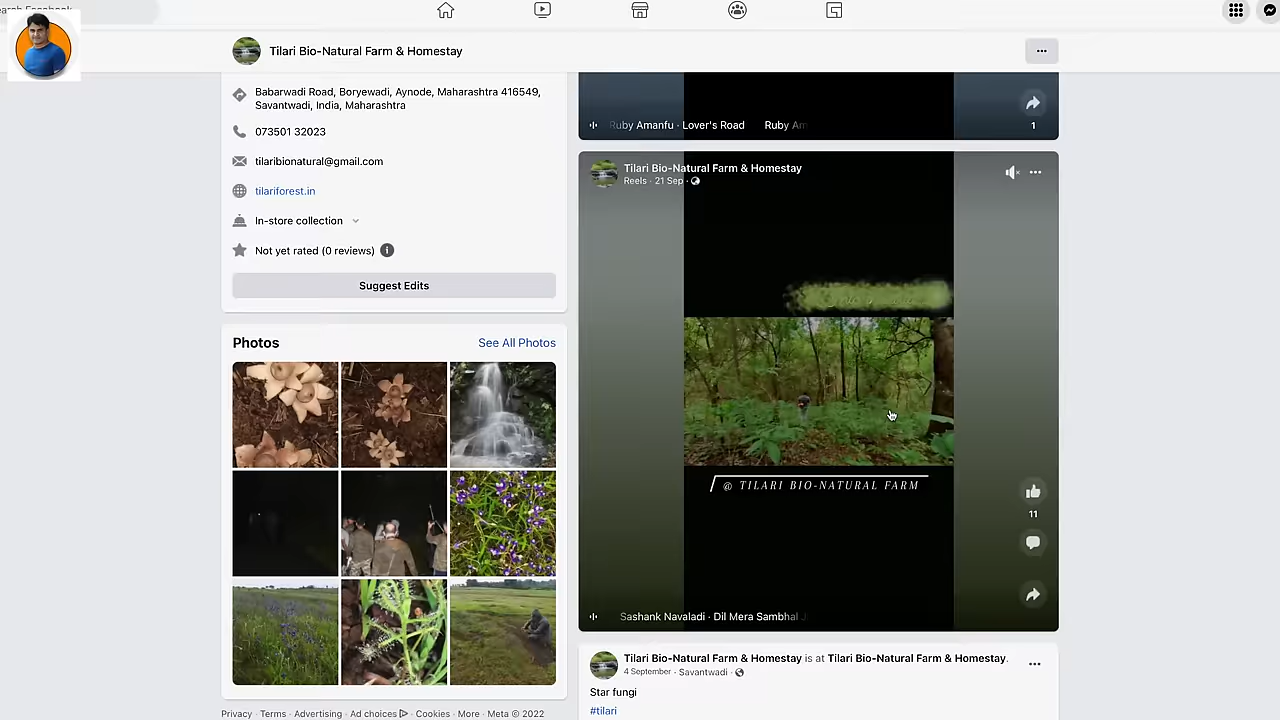 Tilari Bio-Natural Farm & Homestay
Babarwadi Road, Boryewadi, Aynode, Maharashtra 416549,
Savantwadi, India, Maharashtra
073501 32023
tilaribionatural@gmail.com
tilariforest.in
In-store collection
Not yet rated (0 reviews)
Suggest Edits
Photos
See All Photos
Privacy · Terms · Advertising · Ad choices · Cookies · More · Meta © 2022
Ruby Amanfu · Lover's Road Ruby Am
1
Tilari Bio-Natural Farm & Homestay
Reels · 21 Sep ·
@ TILARI BIO-NATURAL FARM
11
Sashank Navaladi · Dil Mera Sambhal J
Tilari Bio-Natural Farm & Homestay is at Tilari Bio-Natural Farm & Homestay.
4 September · Savantwadi ·
Star fungi
#tilari